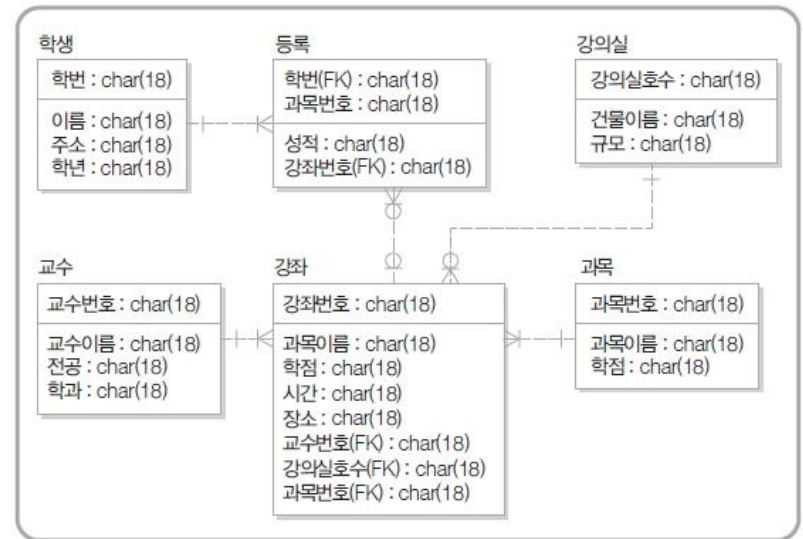 학생
학번 : char(18)
이름 : char(18)
주소 : char(18)
학년 : char(18)
등록
학번(FK) : char(18)
과목번호 : char(18)
성적 : char(18)
강좌번호(FK) : char(18)
강의실
강의실호수 : char(18)
건물이름 : char(18)
규모 : char(18)
교수
교수번호 : char(18)
교수이름 : char(18)
전공 : char(18)
학과 : char(18)
강좌
강좌번호 : char(18)
과목이름 : char(18)
학점 : char(18)
시간 : char(18)
장소 : char(18)
교수번호(FK) : char(18)
강의실호수(FK) : char(18)
과목번호(FK) : char(18)
과목
과목번호 : char(18)
과목이름 : char(18)
학점 : char(18)